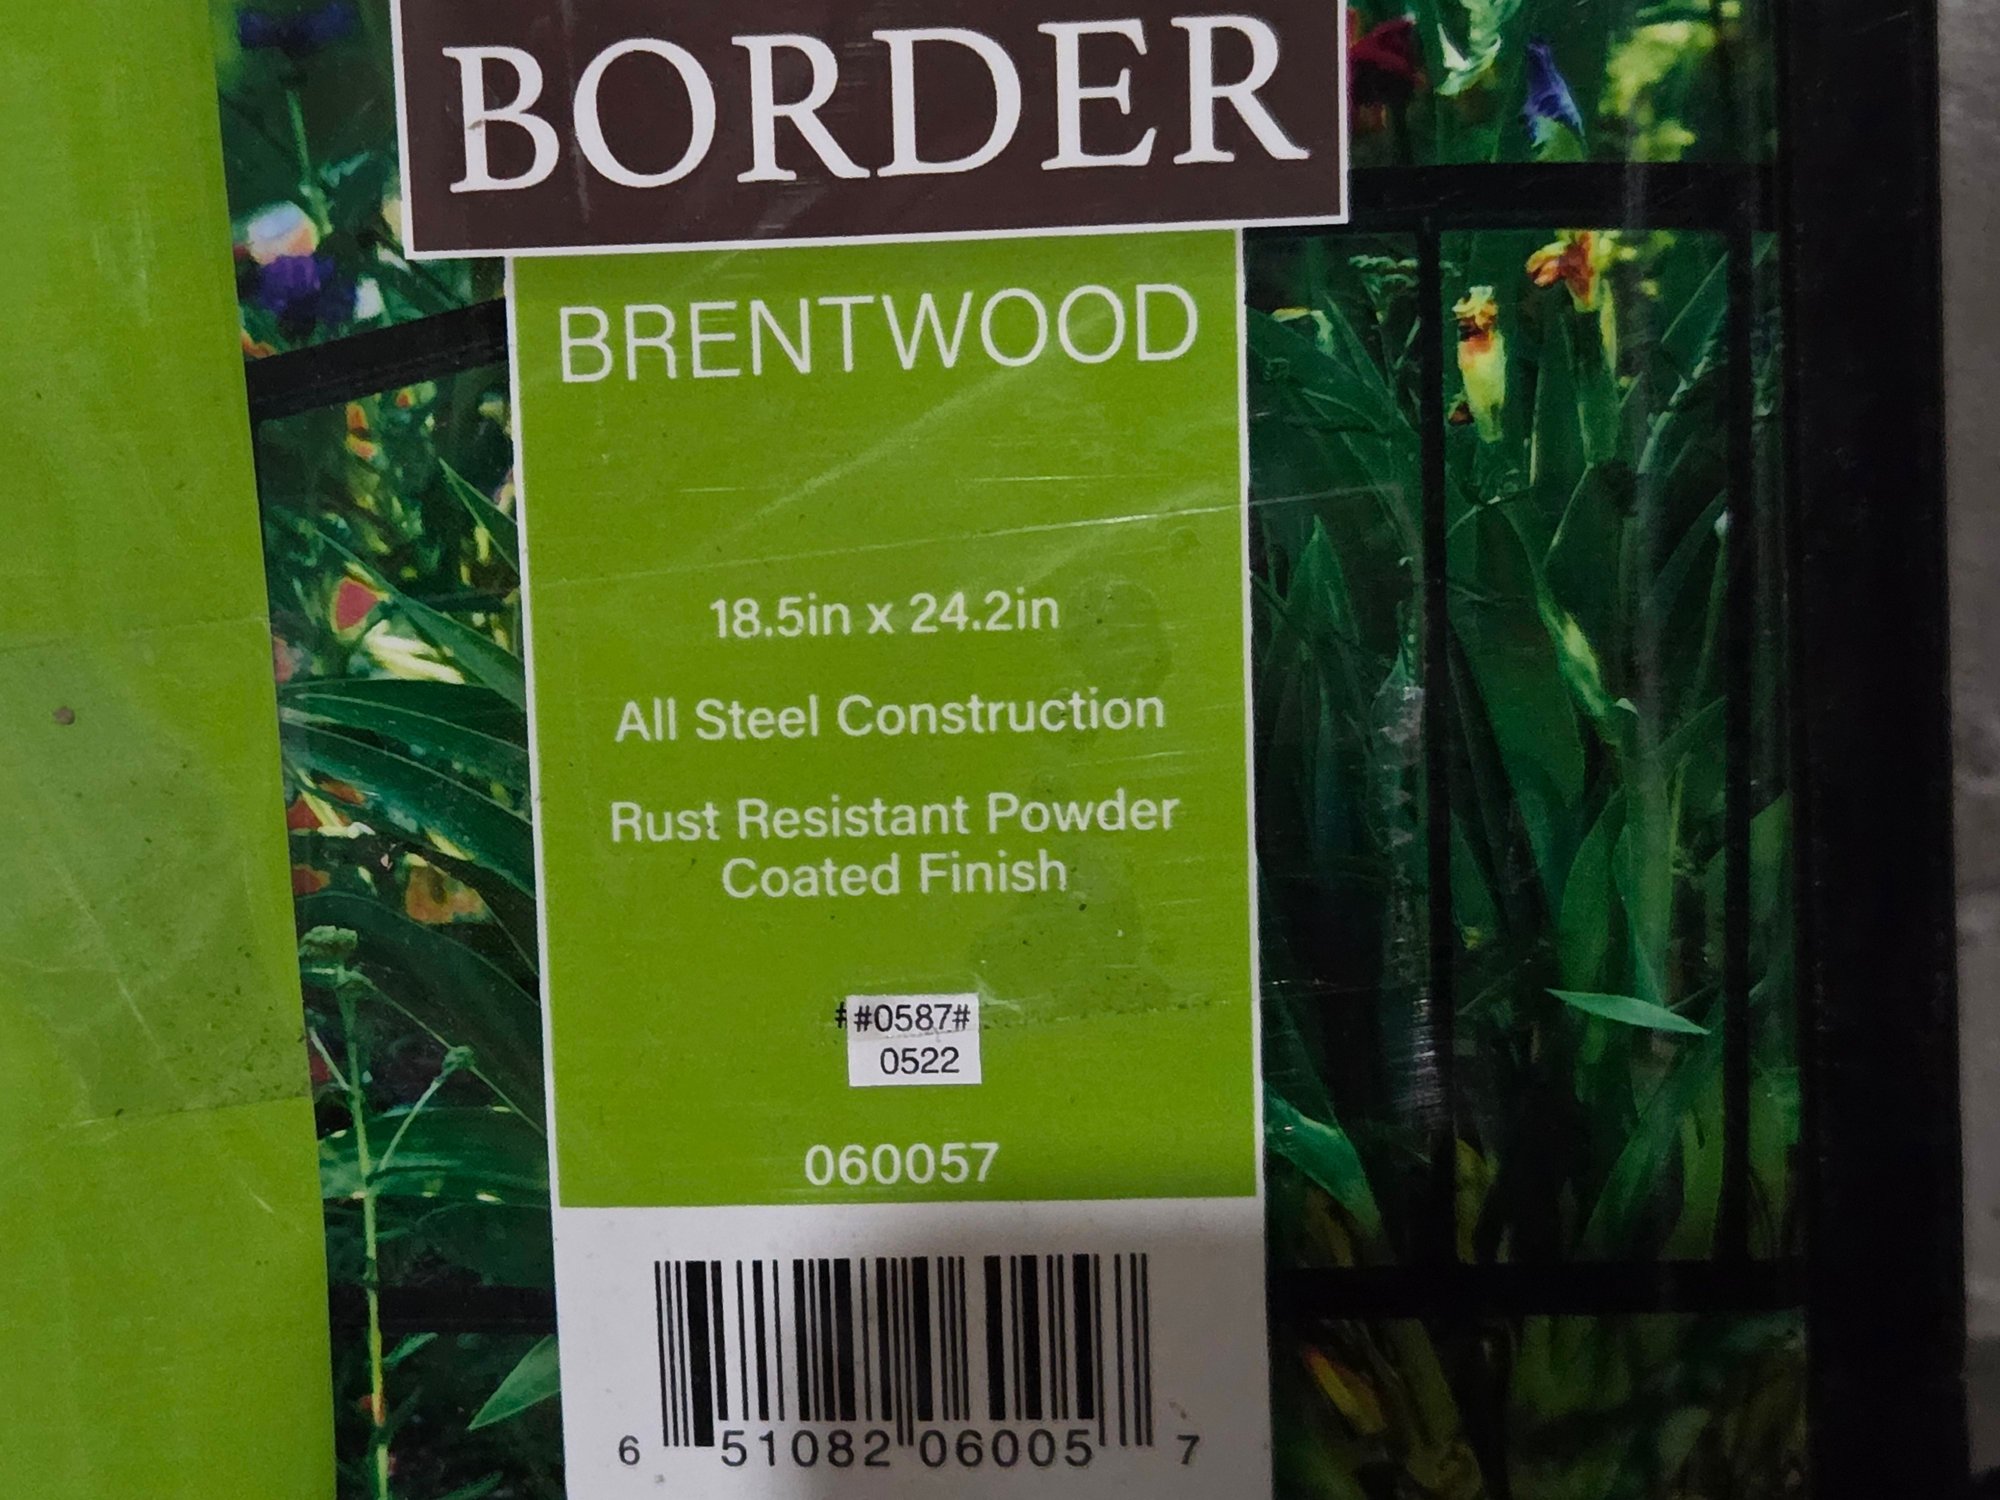 BORDER
BRENTWOOD
18.5in x 24.2in
All Steel Construction
Rust Resistant Powder
Coated Finish
##0587#
0522
060057
6 51082 06005 7